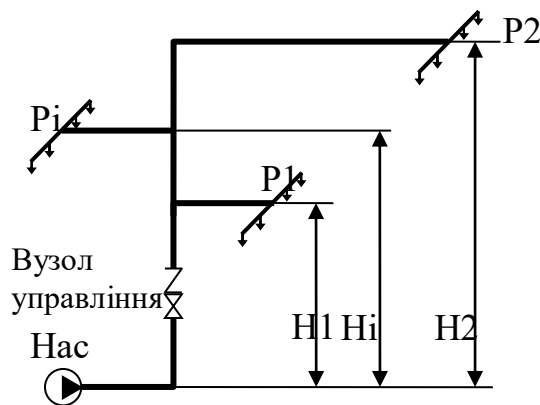 P2
Pi
P1
Вузол
управління
H1
Hi
H2
Нас